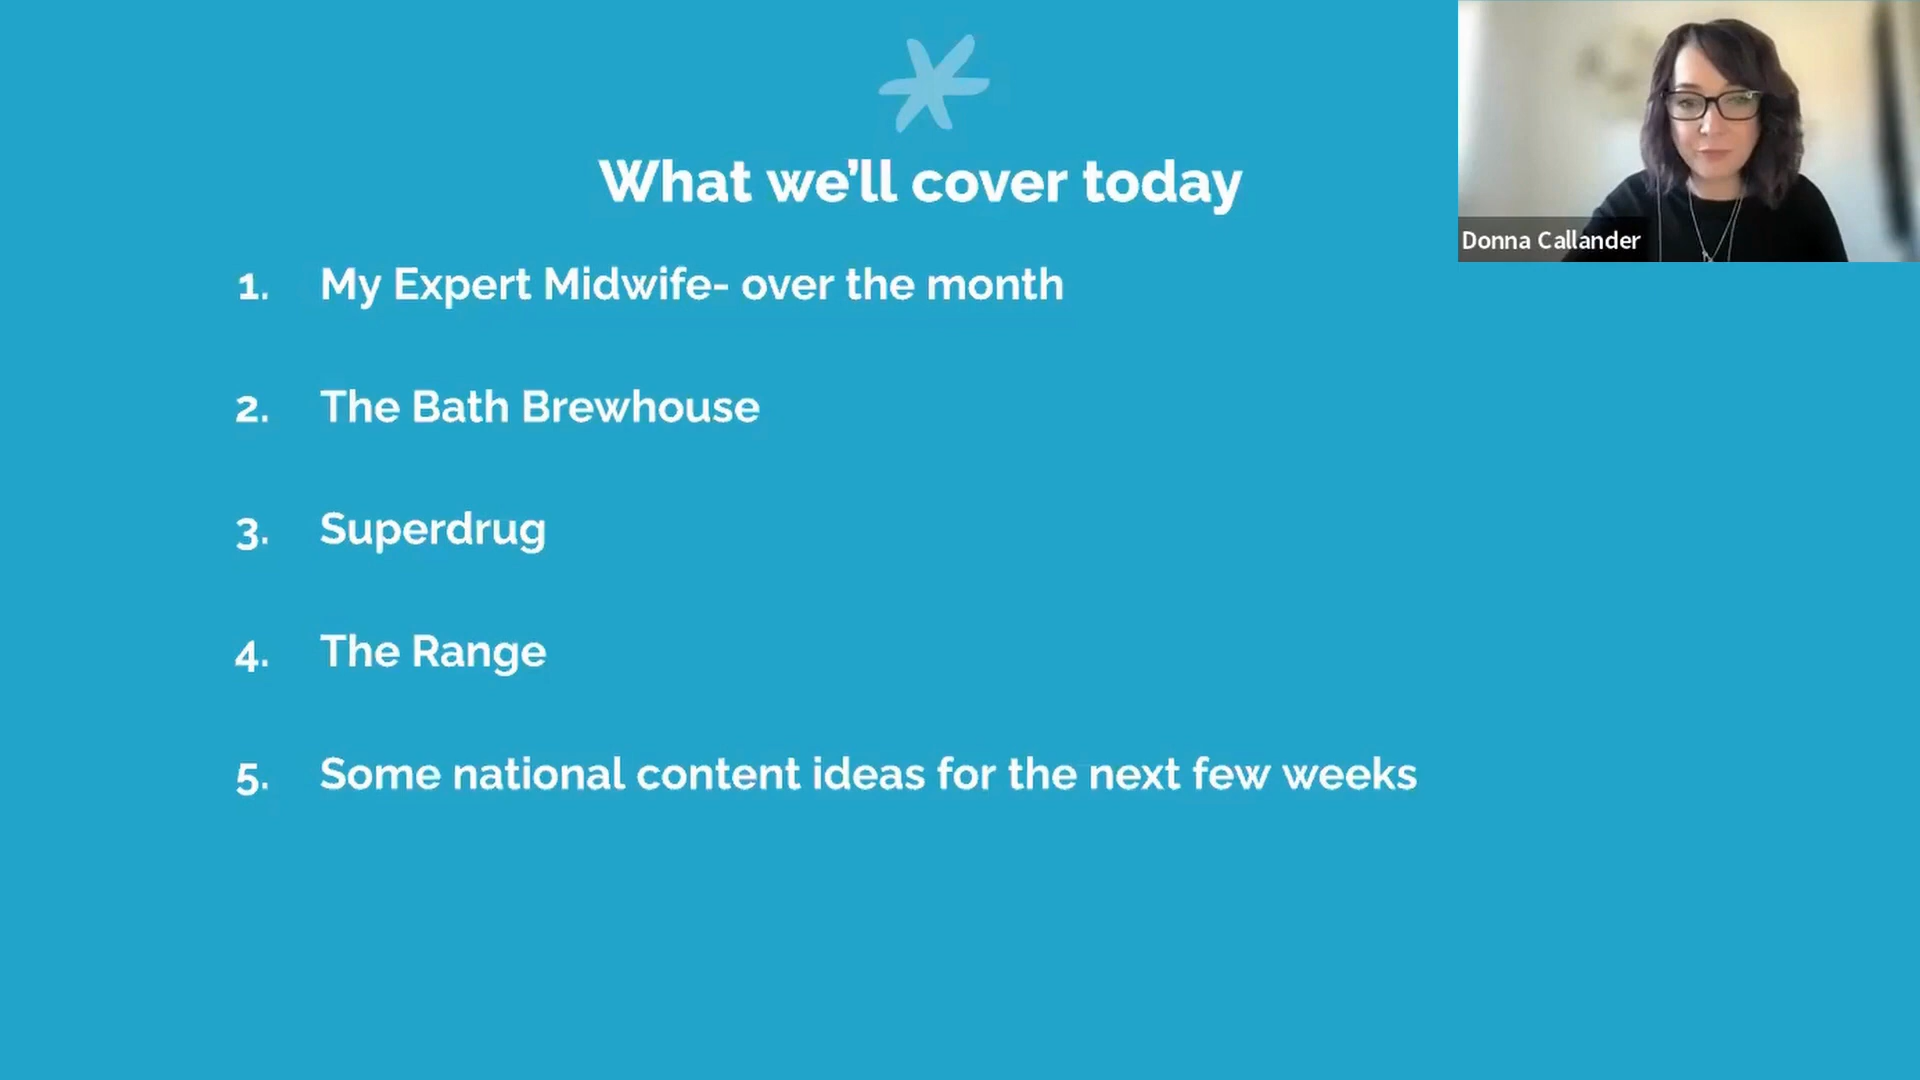 What we'll cover today
1. My Expert Midwife- over the month
2. The Bath Brewhouse
3. Superdrug
4. The Range
5. Some national content ideas for the next few weeks
Donna Callander